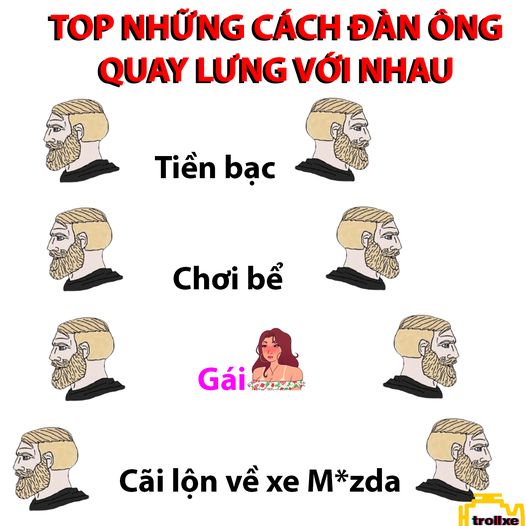 TOP NHỮNG CÁCH ĐÀN ÔNG
QUAY LƯNG VỚI NHAU
Tiền bạc
Chơi bể
Gái
Cãi lộn về xe M*zda
trollxe